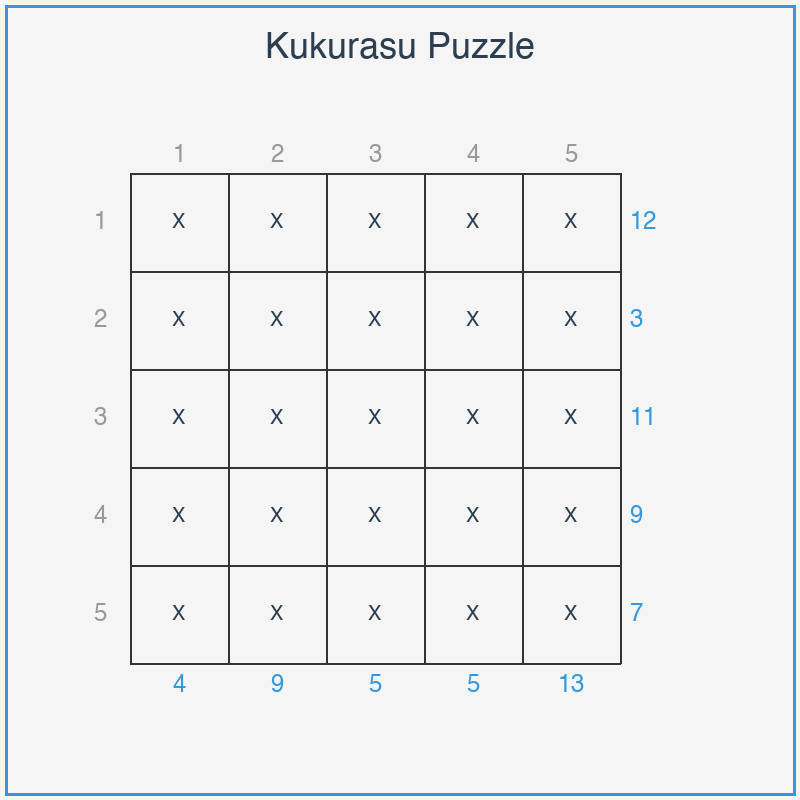 Kukurasu Puzzle
1 2 3 4 5
1 X X X X X 12
2 X X X X X 3
3 X X X X X 11
4 X X X X X 9
5 X X X X X 7
4 9 5 5 13